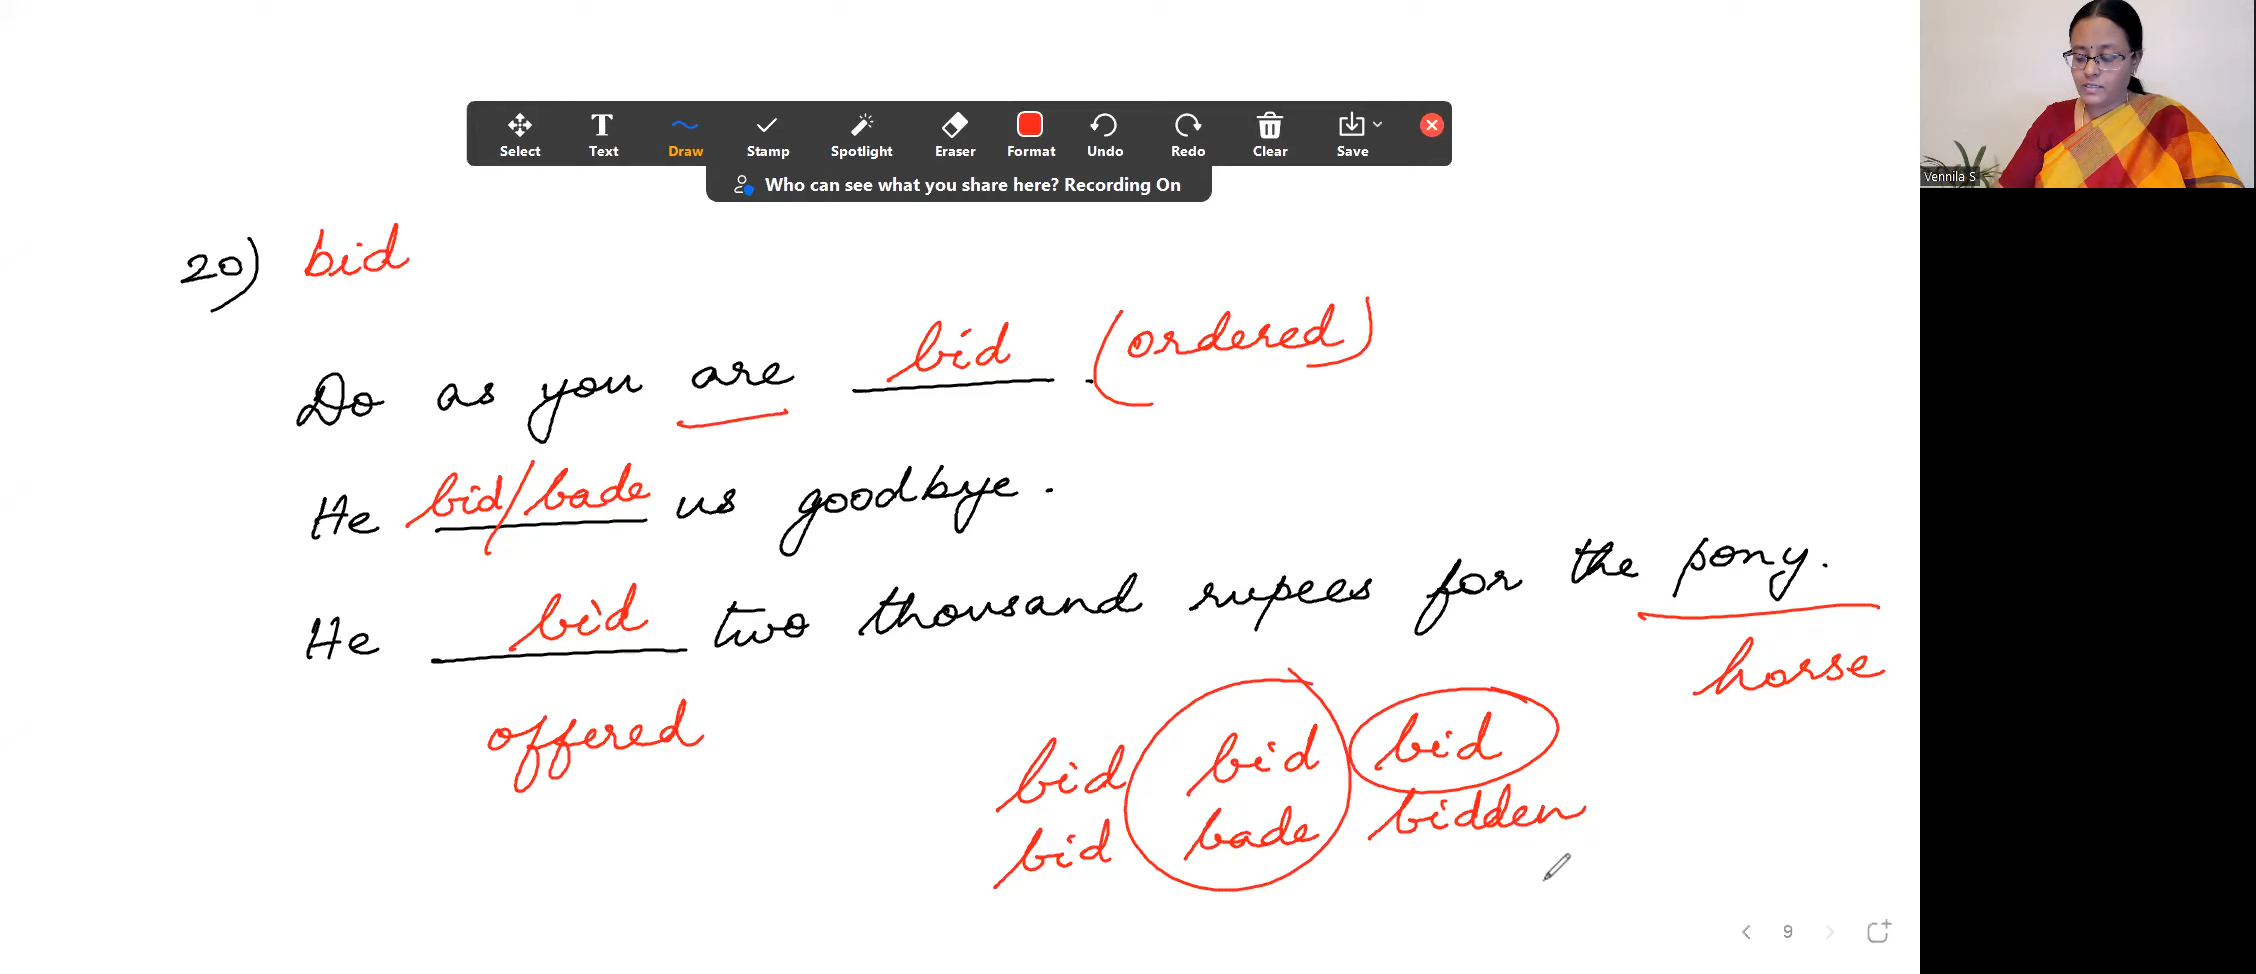 Select Text Draw Stamp Spotlight Eraser Format Undo Redo Clear Save
Who can see what you share here? Recording On
Vennila S
20) bid
Do as you are bid . (ordered)
He bid/bade us goodbye.
He bid two thousand rupees for the pony.
horse
offered
bid bid bid
bid bade bidden
9